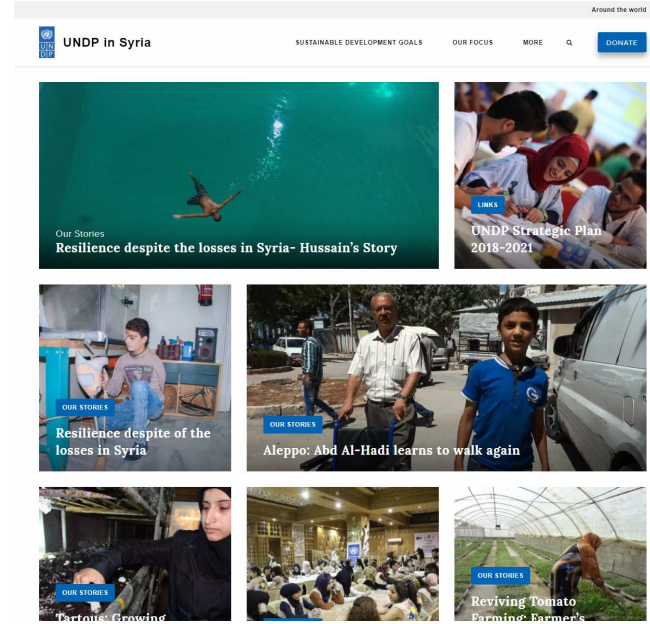 Around the world
UN
DP
UNDP in Syria
SUSTAINABLE DEVELOPMENT GOALS
OUR FOCUS
MORE
DONATE
Our Stories
Resilience despite the losses in Syria- Hussain's Story
LINKS
UNDP Strategic Plan
2018-2021
OUR STORIES
Resilience despite of the
losses in Syria
OUR STORIES
Aleppo: Abd Al-Hadi learns to walk again
OUR STORIES
Tartous: Growing
OUR STORIES
Reviving Tomato
Farming: Farmer's